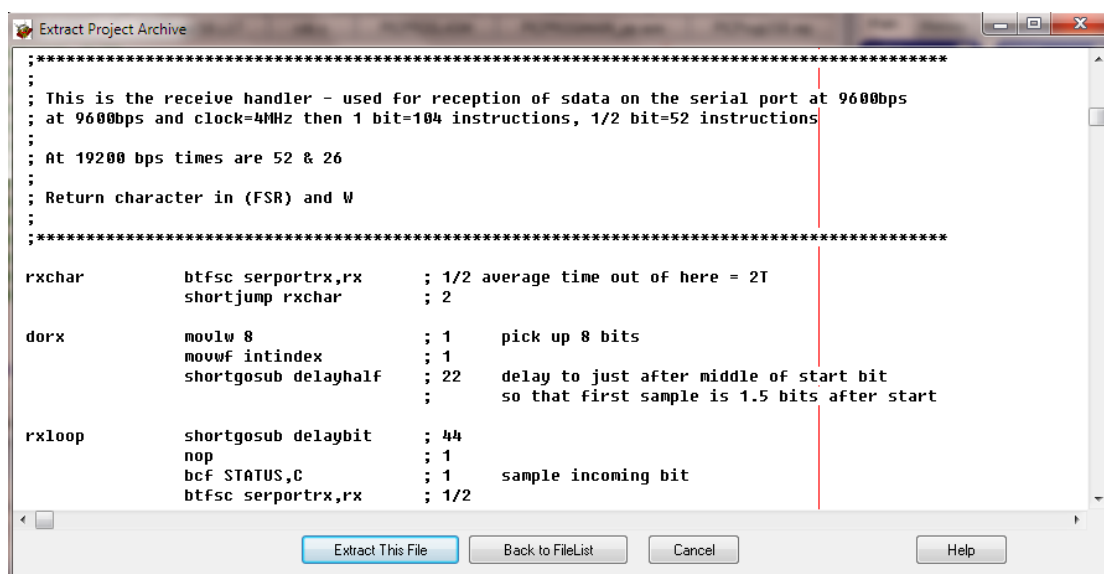 Extract Project Archive
;********************************************************************************************
;
; This is the receive handler - used for reception of sdata on the serial port at 9600bps
; at 9600bps and clock=4MHz then 1 bit=104 instructions, 1/2 bit=52 instructions
;
; At 19200 bps times are 52 & 26
;
; Return character in (FSR) and W
;
;********************************************************************************************
rxchar btfsc serportrx,rx ; 1/2 average time out of here = 2T
shortjump rxchar ; 2
dorx movlw 8 ; 1 pick up 8 bits
movwf intindex ; 1
shortgosub delayhalf ; 22 delay to just after middle of start bit
; so that first sample is 1.5 bits after start
rxloop shortgosub delaybit ; 44
nop ; 1
bcf STATUS,C ; 1 sample incoming bit
btfsc serportrx,rx ; 1/2
Extract This File Back to FileList Cancel Help